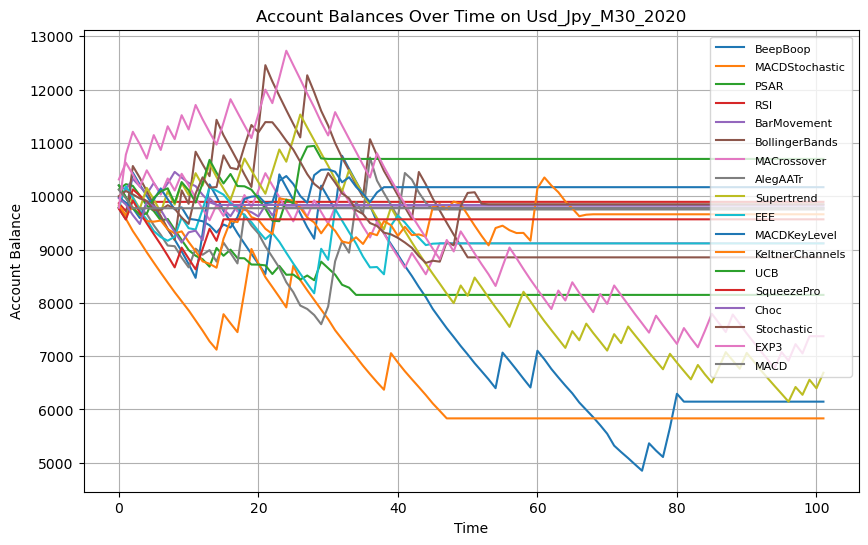 Account Balances Over Time on Usd_Jpy_M30_2020
Account Balance
13000
12000
11000
10000
9000
8000
7000
6000
5000
0
20
40
60
80
100
Time
BeepBoop
MACDStochastic
PSAR
RSI
BarMovement
BollingerBands
MACrossover
AlegAATr
Supertrend
EEE
MACDKeyLevel
KeltnerChannels
UCB
SqueezePro
Choc
Stochastic
EXP3
MACD